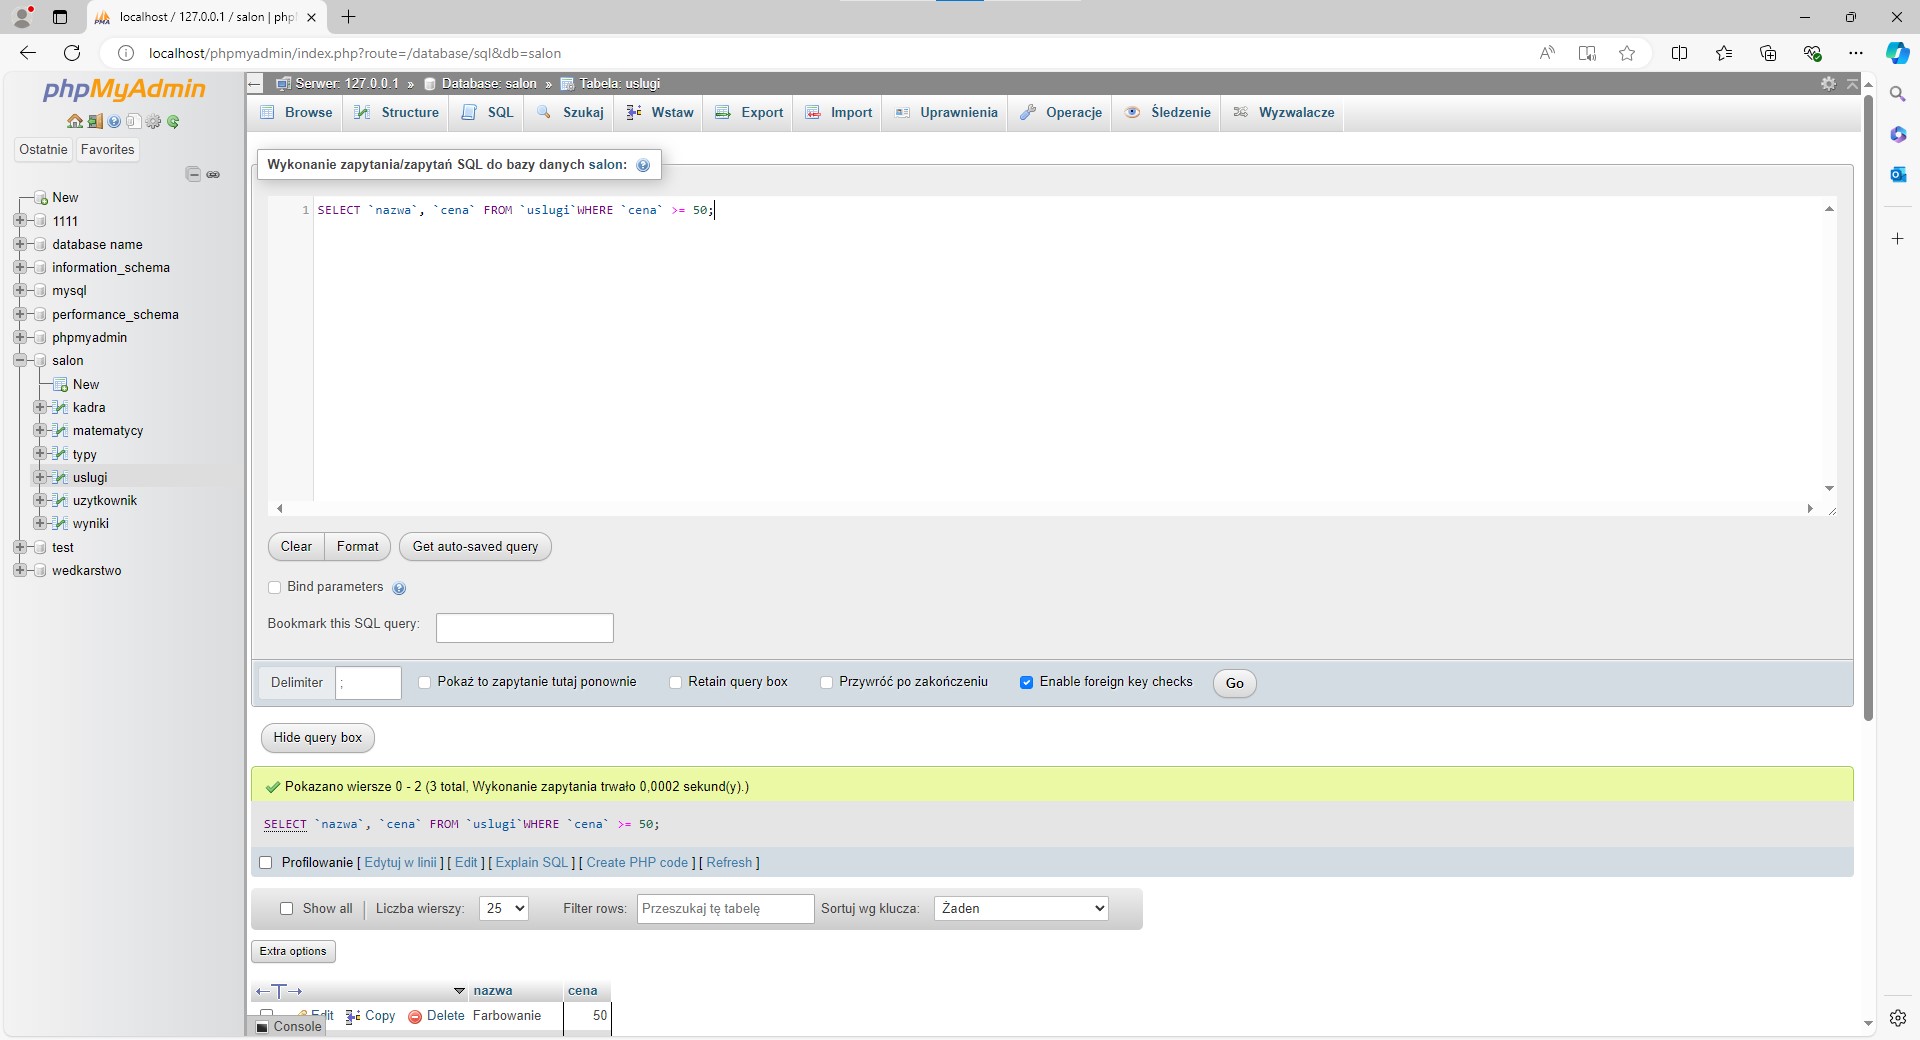 localhost / 127.0.0.1 / salon | php
localhost/phpmyadmin/index.php?route=/database/sql&db=salon
phpMyAdmin
Ostatnie Favorites
New
1111
database name
information_schema
mysql
performance_schema
phpmyadmin
salon
New
kadra
matematycy
typy
uslugi
uzytkownik
wyniki
test
wedkarstwo
Serwer: 127.0.0.1 » Database: salon » Tabela: uslugi
Browse Structure SQL Szukaj Wstaw Export Import Uprawnienia Operacje Śledzenie Wyzwalacze
Wykonanie zapytania/zapytań SQL do bazy danych salon:
1 SELECT `nazwa`, `cena` FROM `uslugi`WHERE `cena` >= 50;
Clear Format Get auto-saved query
Bind parameters
Bookmark this SQL query:
Delimiter ; Pokaż to zapytanie tutaj ponownie Retain query box Przywróć po zakończeniu Enable foreign key checks Go
Hide query box
Pokazano wiersze 0 - 2 (3 total, Wykonanie zapytania trwało 0,0002 sekund(y).)
SELECT `nazwa`, `cena` FROM `uslugi`WHERE `cena` >= 50;
Profilowanie [ Edytuj w linii ] [ Edit ] [ Explain SQL ] [ Create PHP code ] [ Refresh ]
Show all Liczba wierszy: 25 Filter rows: Przeszukaj tę tabelę Sortuj wg klucza: Żaden
Extra options
←T→ nazwa cena
Edit Copy Delete Farbowanie 50
Console